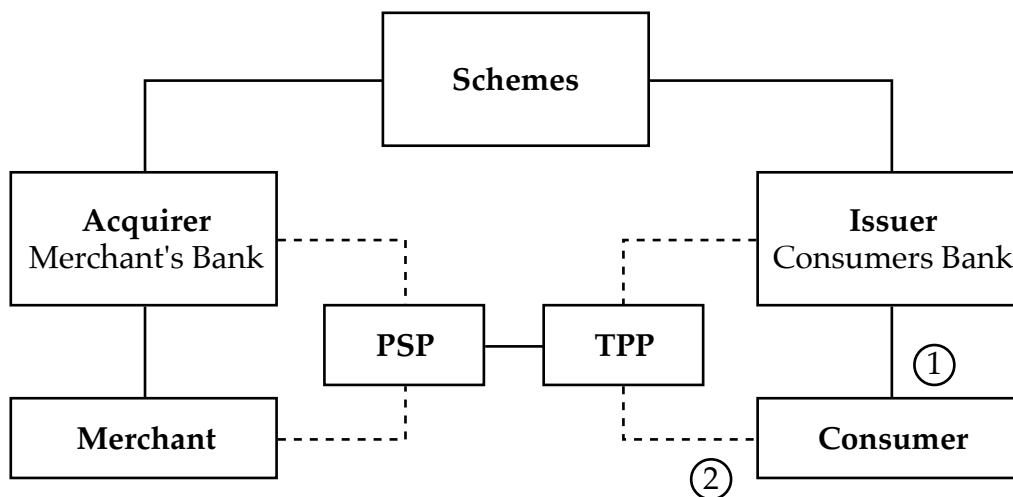 Schemes
Acquirer
Merchant's Bank
Issuer
Consumers Bank
PSP
TPP
1
Merchant
Consumer
2